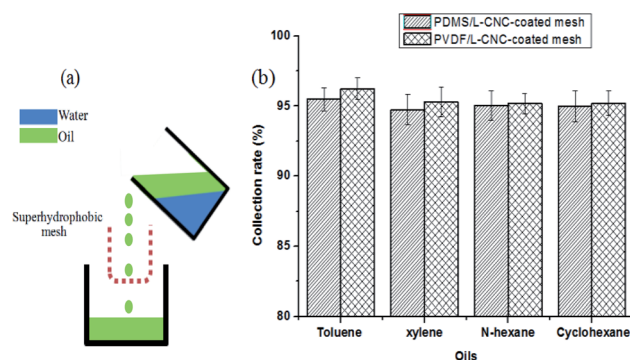 (a)
Water
Oil
Superhydrophobic
mesh
(b)
PDMS/L-CNC-coated mesh
PVDF/L-CNC-coated mesh
Collection rate (%)
100
95
90
85
80
Toluene
xylene
N-hexane
Cyclohexane
Oils